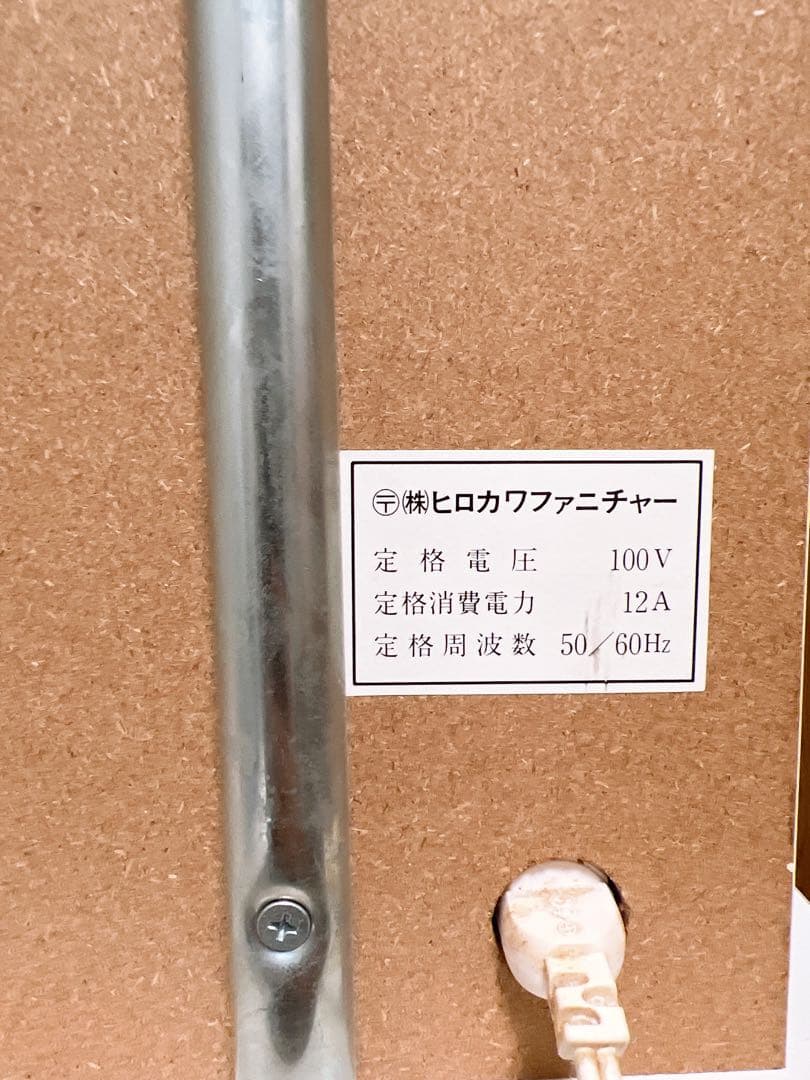 〶㈱ヒロカワファニチャー
定格電圧 100V
定格消費電力 12A
定格周波数 50/60Hz